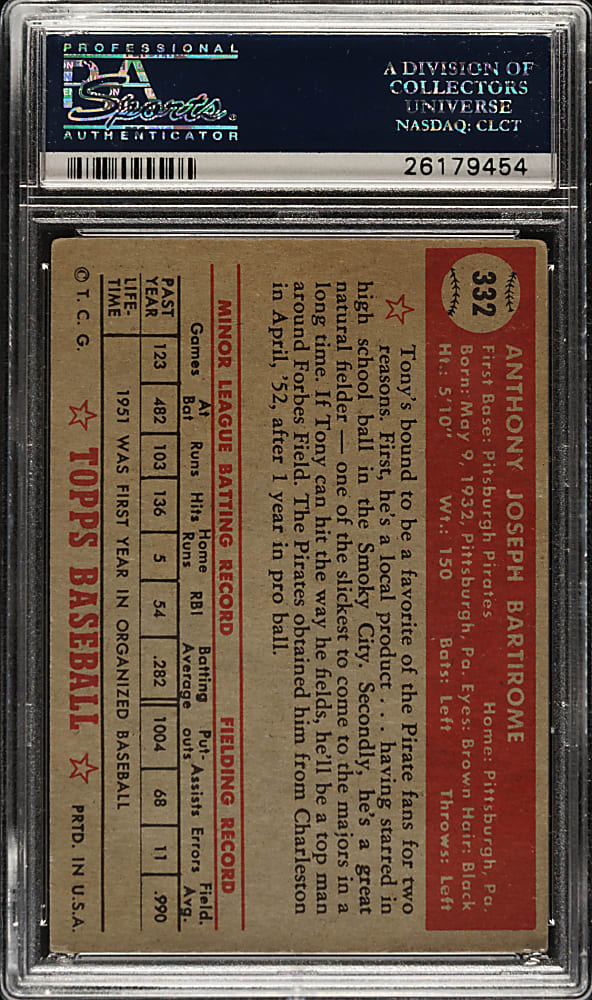 PROFESSIONAL
PSA
Sports
AUTHENTICATOR
A DIVISION OF
COLLECTORS
UNIVERSE
NASDAQ: CLCT
26179454
332
ANTHONY JOSEPH BARTIROME
First Base: Pitsburgh Pirates Home: Pittsburgh, Pa.
Born: May 9, 1932, Pittsburgh, Pa. Eyes: Brown Hair: Black
Ht.: 5'10" Wt.: 150 Bats: Left Throws: Left
Tony's bound to be a favorite of the Pirate fans for two
reasons. First, he's a local product . . . having starred in
high school ball in the Smoky City. Secondly, he's a great
natural fielder — one of the slickest to come to the majors in a
long time. If Tony can hit the way he fields, he'll be a top man
around Forbes Field. The Pirates obtained him from Charleston
in April, '52, after 1 year in pro ball.
MINOR LEAGUE BATTING RECORD FIELDING RECORD
Games At Bat Runs Hits Home Runs RBI Batting Average Put-outs Assists Errors Field. Avg.
PAST YEAR 123 482 103 136 5 54 .282 1004 68 11 .990
LIFE-TIME 1951 WAS FIRST YEAR IN ORGANIZED BASEBALL
© T. C. G. TOPPS BASEBALL PRTD. IN U.S.A.